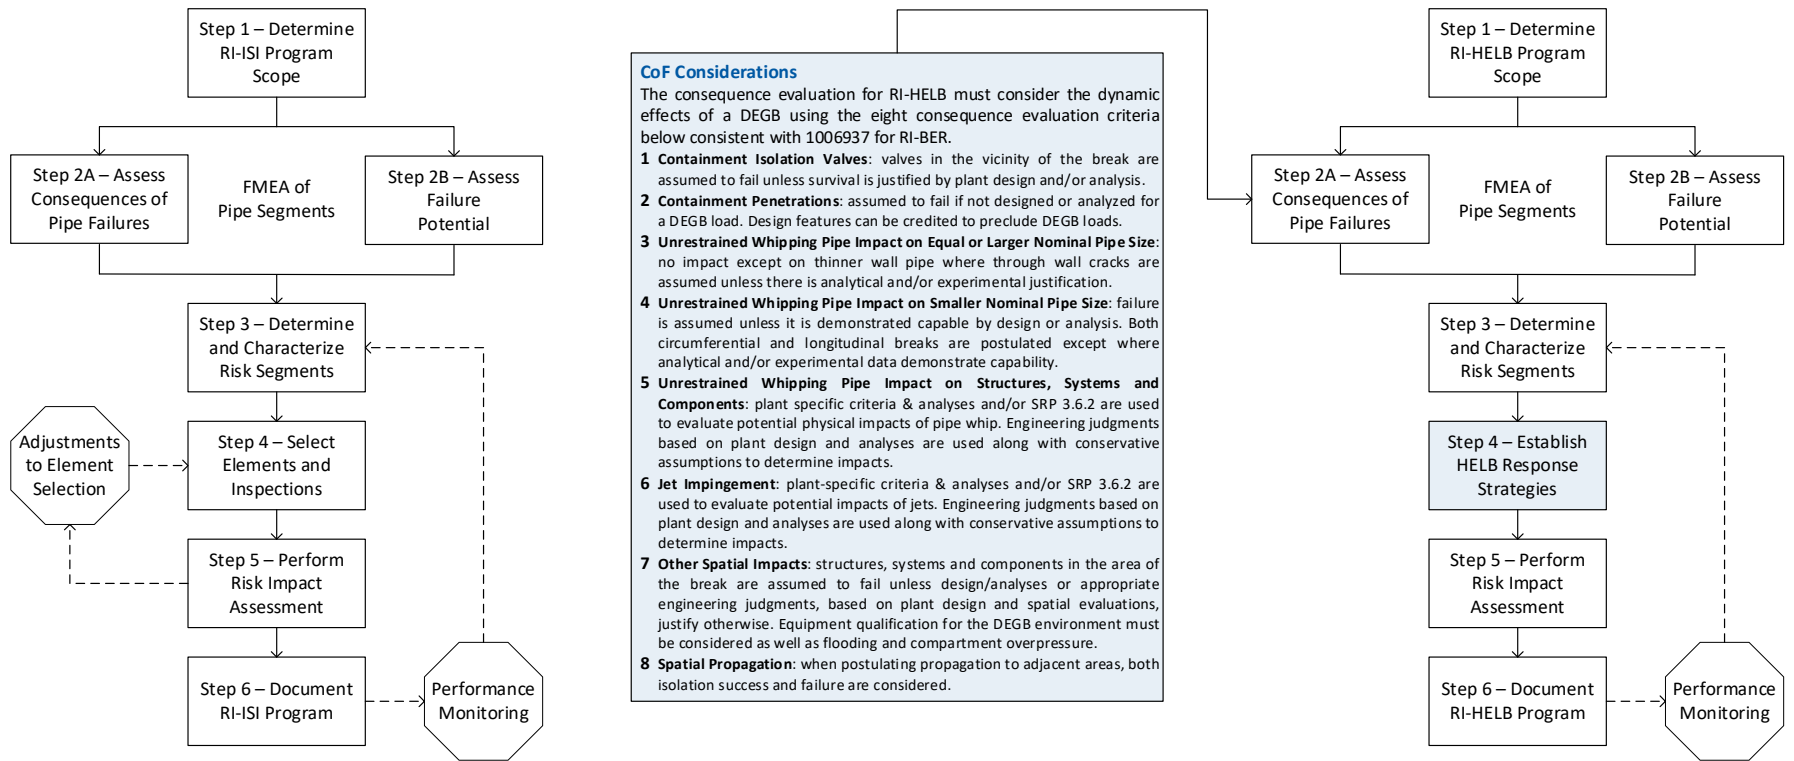 Step 1 – Determine
RI-ISI Program
Scope
Step 2A – Assess
Consequences of
Pipe Failures
FMEA of
Pipe Segments
Step 2B – Assess
Failure
Potential
Step 3 – Determine
and Characterize
Risk Segments
Adjustments
to Element
Selection
Step 4 – Select
Elements and
Inspections
Step 5 – Perform
Risk Impact
Assessment
Step 6 – Document
RI-ISI Program
Performance
Monitoring
CoF Considerations
The consequence evaluation for RI-HELB must consider the dynamic
effects of a DEGB using the eight consequence evaluation criteria
below consistent with 1006937 for RI-BER.
1 Containment Isolation Valves: valves in the vicinity of the break are
assumed to fail unless survival is justified by plant design and/or analysis.
2 Containment Penetrations: assumed to fail if not designed or analyzed for
a DEGB load. Design features can be credited to preclude DEGB loads.
3 Unrestrained Whipping Pipe Impact on Equal or Larger Nominal Pipe Size:
no impact except on thinner wall pipe where through wall cracks are
assumed unless there is analytical and/or experimental justification.
4 Unrestrained Whipping Pipe Impact on Smaller Nominal Pipe Size: failure
is assumed unless it is demonstrated capable by design or analysis. Both
circumferential and longitudinal breaks are postulated except where
analytical and/or experimental data demonstrate capability.
5 Unrestrained Whipping Pipe Impact on Structures, Systems and
Components: plant specific criteria & analyses and/or SRP 3.6.2 are used
to evaluate potential physical impacts of pipe whip. Engineering judgments
based on plant design and analyses are used along with conservative
assumptions to determine impacts.
6 Jet Impingement: plant-specific criteria & analyses and/or SRP 3.6.2 are
used to evaluate potential impacts of jets. Engineering judgments based on
plant design and analyses are used along with conservative assumptions to
determine impacts.
7 Other Spatial Impacts: structures, systems and components in the area of
the break are assumed to fail unless design/analyses or appropriate
engineering judgments, based on plant design and spatial evaluations,
justify otherwise. Equipment qualification for the DEGB environment must
be considered as well as flooding and compartment overpressure.
8 Spatial Propagation: when postulating propagation to adjacent areas, both
isolation success and failure are considered.
Step 1 – Determine
RI-HELB Program
Scope
Step 2A – Assess
Consequences of
Pipe Failures
FMEA of
Pipe Segments
Step 2B – Assess
Failure
Potential
Step 3 – Determine
and Characterize
Risk Segments
Step 4 – Establish
HELB Response
Strategies
Step 5 – Perform
Risk Impact
Assessment
Step 6 – Document
RI-HELB Program
Performance
Monitoring